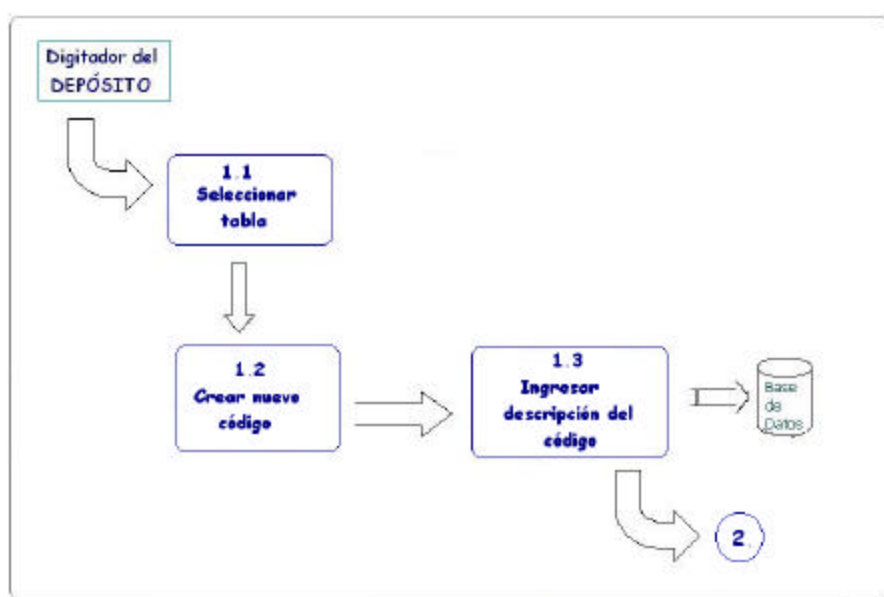 Digitador del
DEPÓSITO
1.1
Seleccionar
tabla
1.2
Crear nuevo
código
1.3
Ingresar
descripción del
código
Base
de
Datos
2.